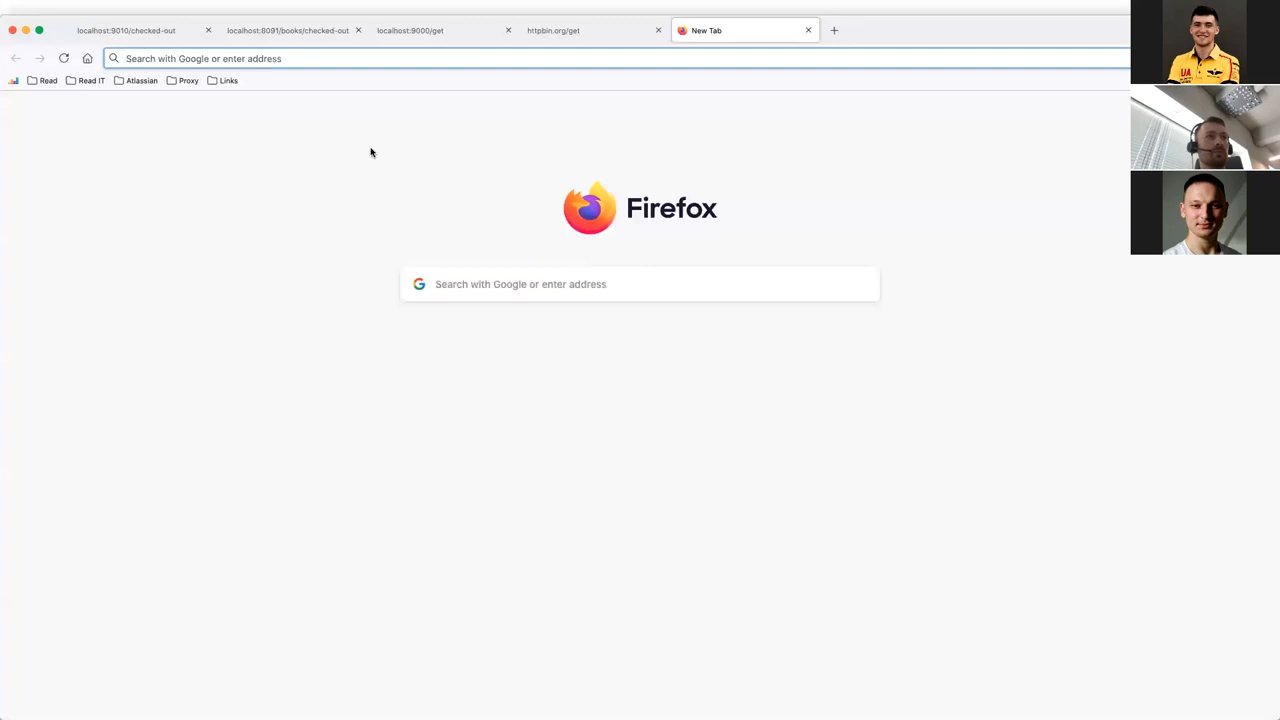 localhost:9010/checked-out
localhost:8091/books/checked-out
localhost:9000/get
httpbin.org/get
New Tab
Search with Google or enter address
Read
Read IT
Atlassian
Proxy
Links
Firefox
Search with Google or enter address
UA